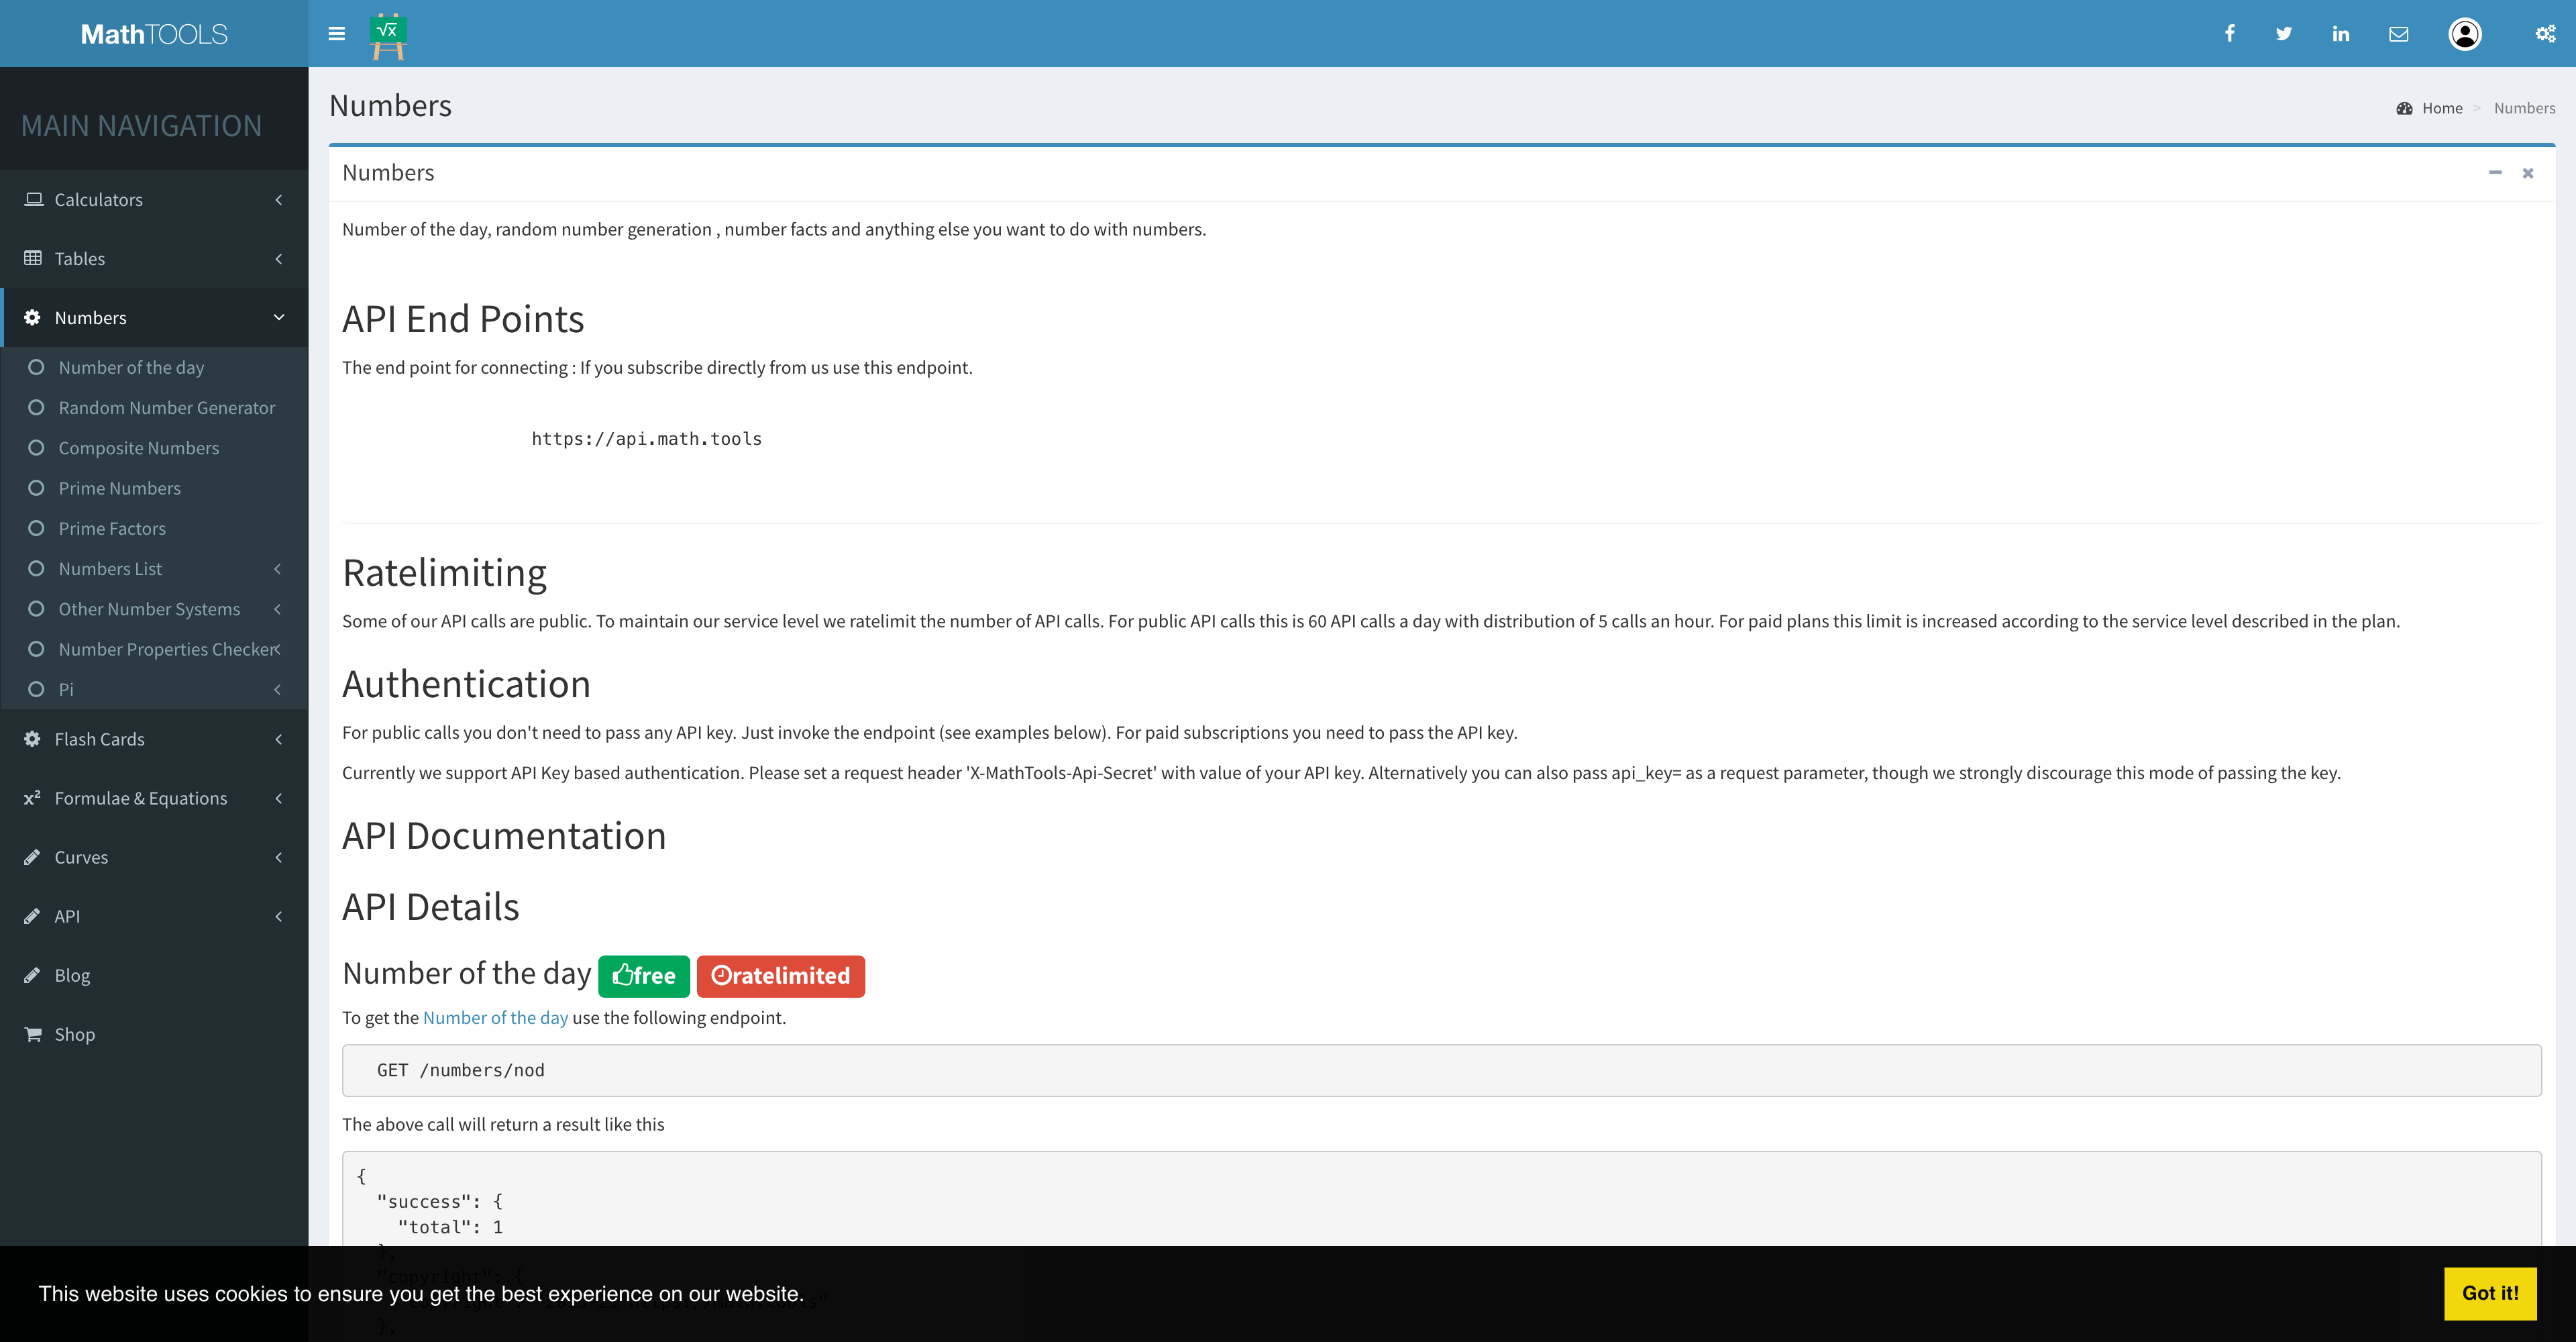 MathTOOLS
√x
MAIN NAVIGATION
Calculators
Tables
Numbers
Number of the day
Random Number Generator
Composite Numbers
Prime Numbers
Prime Factors
Numbers List
Other Number Systems
Number Properties Checker
Pi
Flash Cards
x² Formulae & Equations
Curves
API
Blog
Shop
Numbers
Home > Numbers
Numbers
Number of the day, random number generation , number facts and anything else you want to do with numbers.
API End Points
The end point for connecting : If you subscribe directly from us use this endpoint.
https://api.math.tools
Ratelimiting
Some of our API calls are public. To maintain our service level we ratelimit the number of API calls. For public API calls this is 60 API calls a day with distribution of 5 calls an hour. For paid plans this limit is increased according to the service level described in the plan.
Authentication
For public calls you don't need to pass any API key. Just invoke the endpoint (see examples below). For paid subscriptions you need to pass the API key.
Currently we support API Key based authentication. Please set a request header 'X-MathTools-Api-Secret' with value of your API key. Alternatively you can also pass api_key= as a request parameter, though we strongly discourage this mode of passing the key.
API Documentation
API Details
Number of the day free ratelimited
To get the Number of the day use the following endpoint.
GET /numbers/nod
The above call will return a result like this
{
"success": {
"total": 1
},
"copyright": {
},
This website uses cookies to ensure you get the best experience on our website.
Got it!